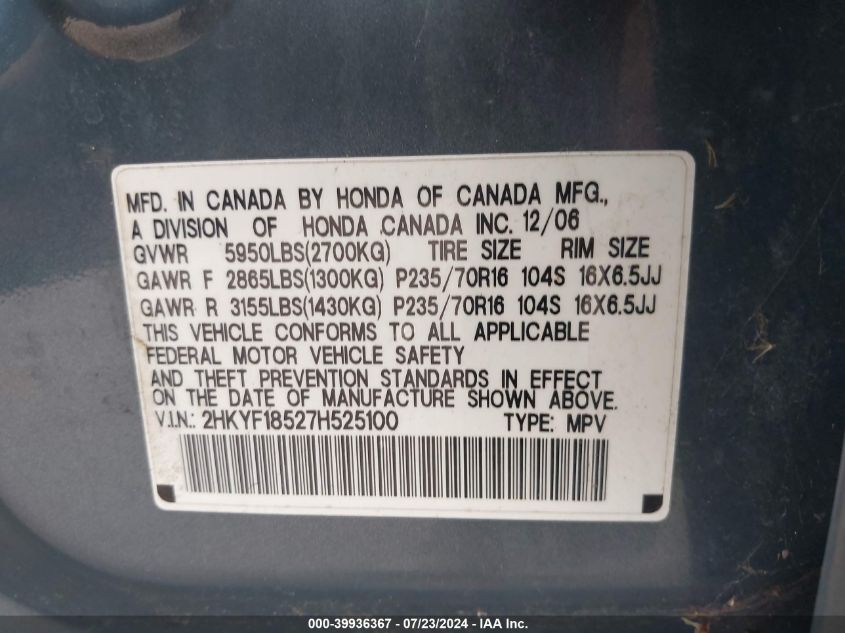 MFD. IN CANADA BY HONDA OF CANADA MFG.,
A DIVISION OF HONDA CANADA INC. 12/06
GVWR 5950LBS(2700KG) TIRE SIZE RIM SIZE
GAWR F 2865LBS(1300KG) P235/70R16 104S 16X6.5JJ
GAWR R 3155LBS(1430KG) P235/70R16 104S 16X6.5JJ
THIS VEHICLE CONFORMS TO ALL APPLICABLE
FEDERAL MOTOR VEHICLE SAFETY
AND THEFT PREVENTION STANDARDS IN EFFECT
ON THE DATE OF MANUFACTURE SHOWN ABOVE.
V.I.N.: 2HKYF18527H525100 TYPE: MPV
000-39936367 - 07/23/2024 - IAA Inc.